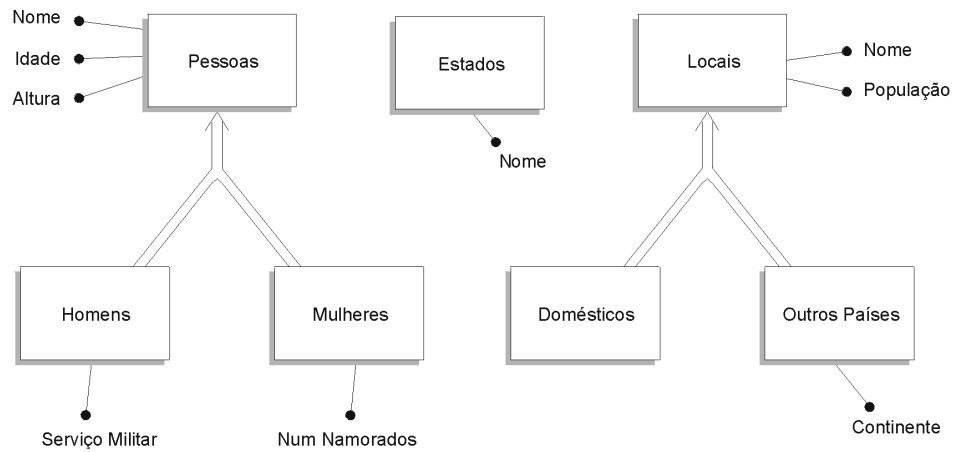 Nome
Idade
Altura
Pessoas
Estados
Nome
Locais
Nome
População
Homens
Mulheres
Domésticos
Outros Países
Serviço Militar
Num Namorados
Continente